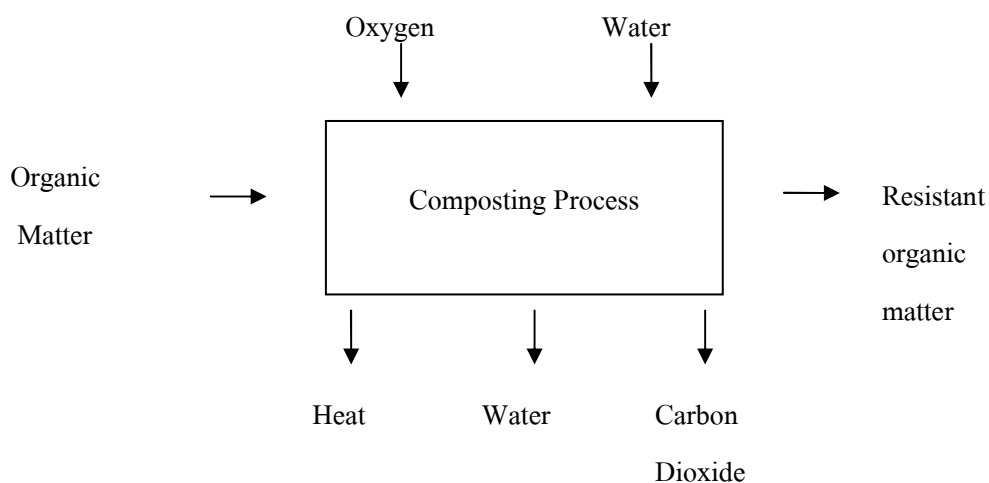 Oxygen
Water
Organic
Matter
Composting Process
Resistant
organic
matter
Heat
Water
Carbon
Dioxide